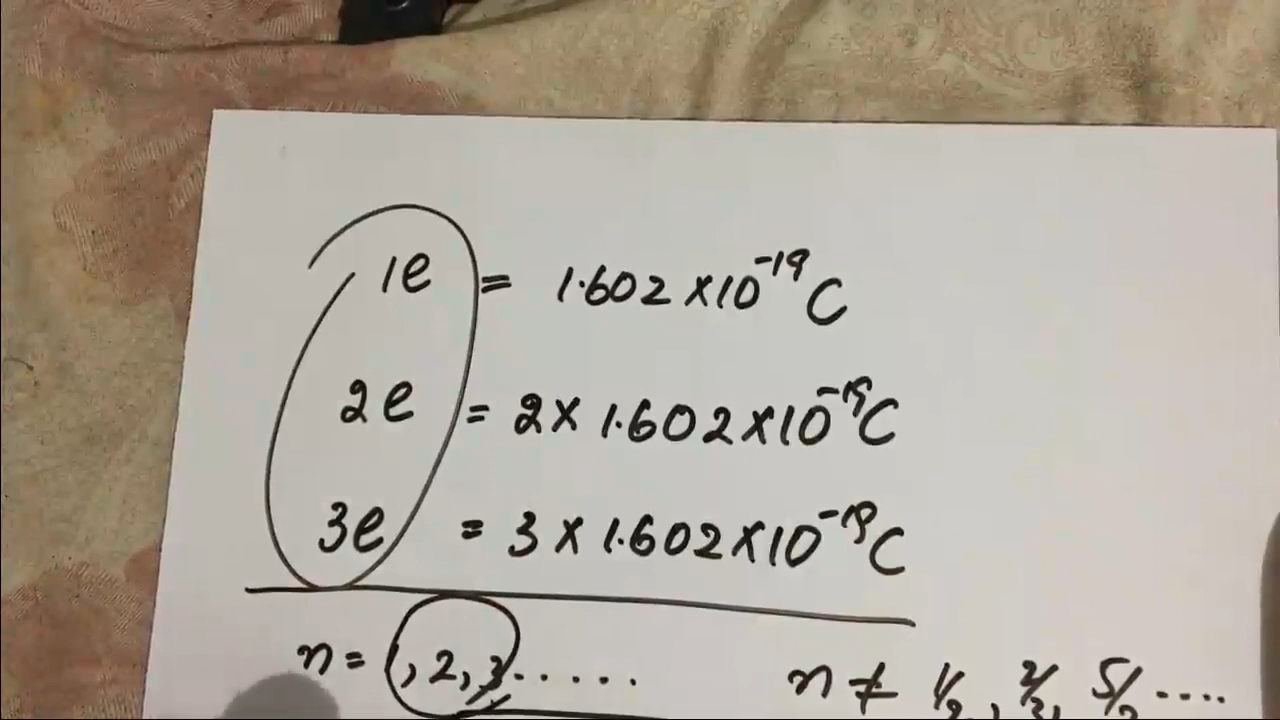 1e = 1.602 × 10⁻¹⁹ C
2e = 2 × 1.602 × 10⁻¹⁹ C
3e = 3 × 1.602 × 10⁻¹⁹ C
n = 1, 2, 3 ...... n ≠ 1/2, 2/3, 5/2 ....